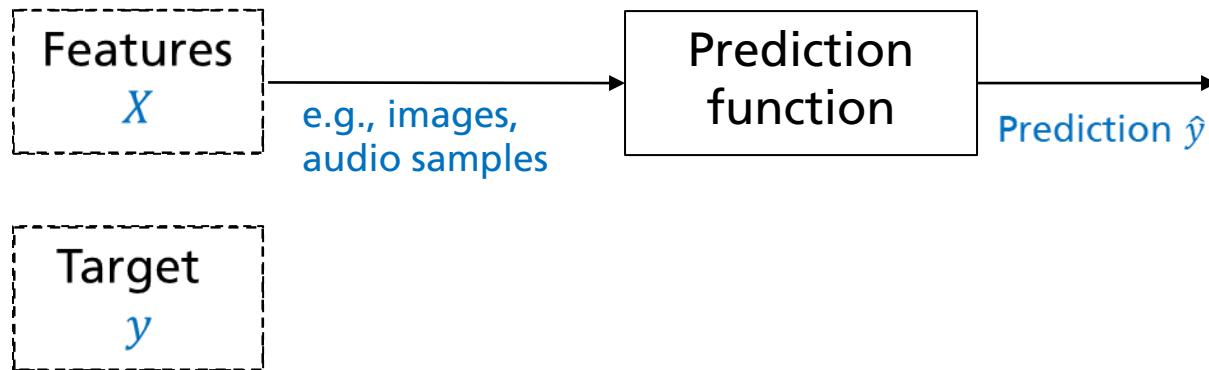 Features
X
e.g., images,
audio samples
Prediction
function
Prediction ŷ
Target
y